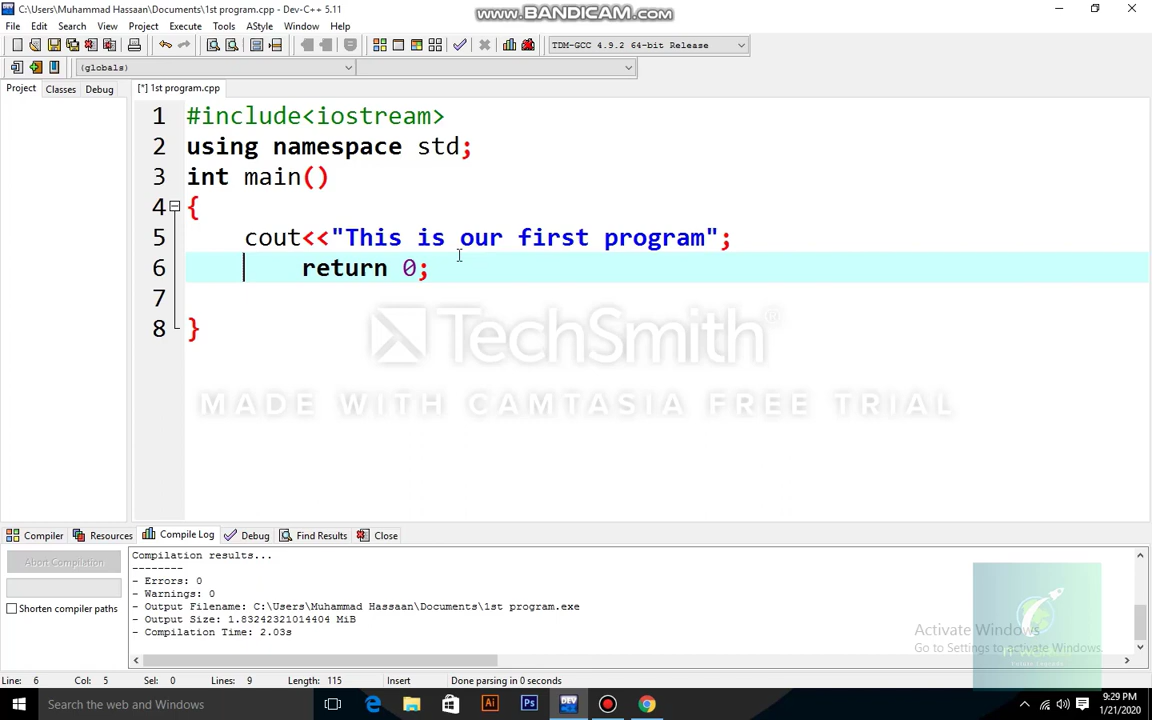 C:\Users\Muhammad Hassaan\Documents\1st program.cpp - Dev-C++ 5.11
www.BANDICAM.com
File Edit Search View Project Execute Tools AStyle Window Help
TDM-GCC 4.9.2 64-bit Release
(globals)
Project Classes Debug [*] 1st program.cpp
1 #include<iostream>
2 using namespace std;
3 int main()
4 {
5 cout<<"This is our first program";
6 return 0;
7
8 }
TechSmith®
MADE WITH CAMTASIA FREE TRIAL
Compiler Resources Compile Log Debug Find Results Close
Abort Compilation
Shorten compiler paths
Compilation results...
--------
- Errors: 0
- Warnings: 0
- Output Filename: C:\Users\Muhammad Hassaan\Documents\1st program.exe
- Output Size: 1.83242321014404 MiB
- Compilation Time: 2.03s
Activate Windows
Go to Settings to activate Windows.
Line: 6 Col: 5 Sel: 0 Lines: 9 Length: 115 Insert Done parsing in 0 seconds
Search the web and Windows
Ai
Ps
DEV
9:29 PM
1/21/2020